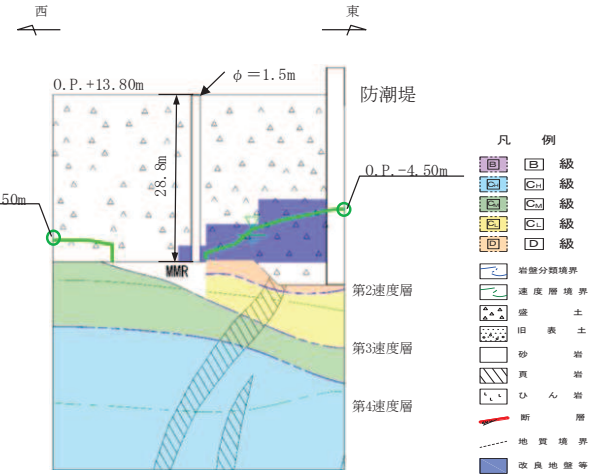 西
東
O.P.+13.80m
φ=1.5m
防潮堤
28.8m
50m
O.P.-4.50m
MMR
第2速度層
第3速度層
第4速度層
凡 例
B B 級
CH CH 級
CM CM 級
CL CL 級
D D 級
岩盤分類境界
速度層境界
盛 土
旧 表 土
砂 岩
頁 岩
ひ ん 岩
断 層
地質境界
改良地盤等